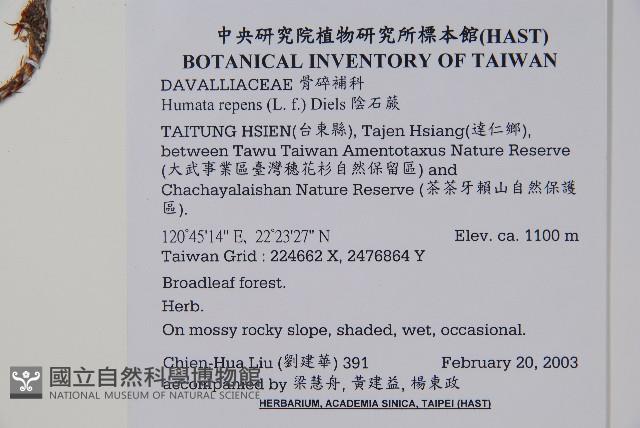 中央研究院植物研究所標本館(HAST)
BOTANICAL INVENTORY OF TAIWAN
DAVALLIACEAE 骨碎補科
Humata repens (L. f.) Diels 陰石蕨
TAITUNG HSIEN(台東縣), Tajen Hsiang(達仁鄉),
between Tawu Taiwan Amentotaxus Nature Reserve
(大武事業區臺灣穗花杉自然保留區) and
Chachayalaishan Nature Reserve (茶茶牙賴山自然保護
區).
120°45'14" E, 22°23'27" N Elev. ca. 1100 m
Taiwan Grid : 224662 X, 2476864 Y
Broadleaf forest.
Herb.
On mossy rocky slope, shaded, wet, occasional.
Chien-Hua Liu (劉建華) 391 February 20, 2003
accompanied by 梁慧舟, 黃建益, 楊東政
HERBARIUM, ACADEMIA SINICA, TAIPEI (HAST)
國立自然科學博物館
NATIONAL MUSEUM OF NATURAL SCIENCE